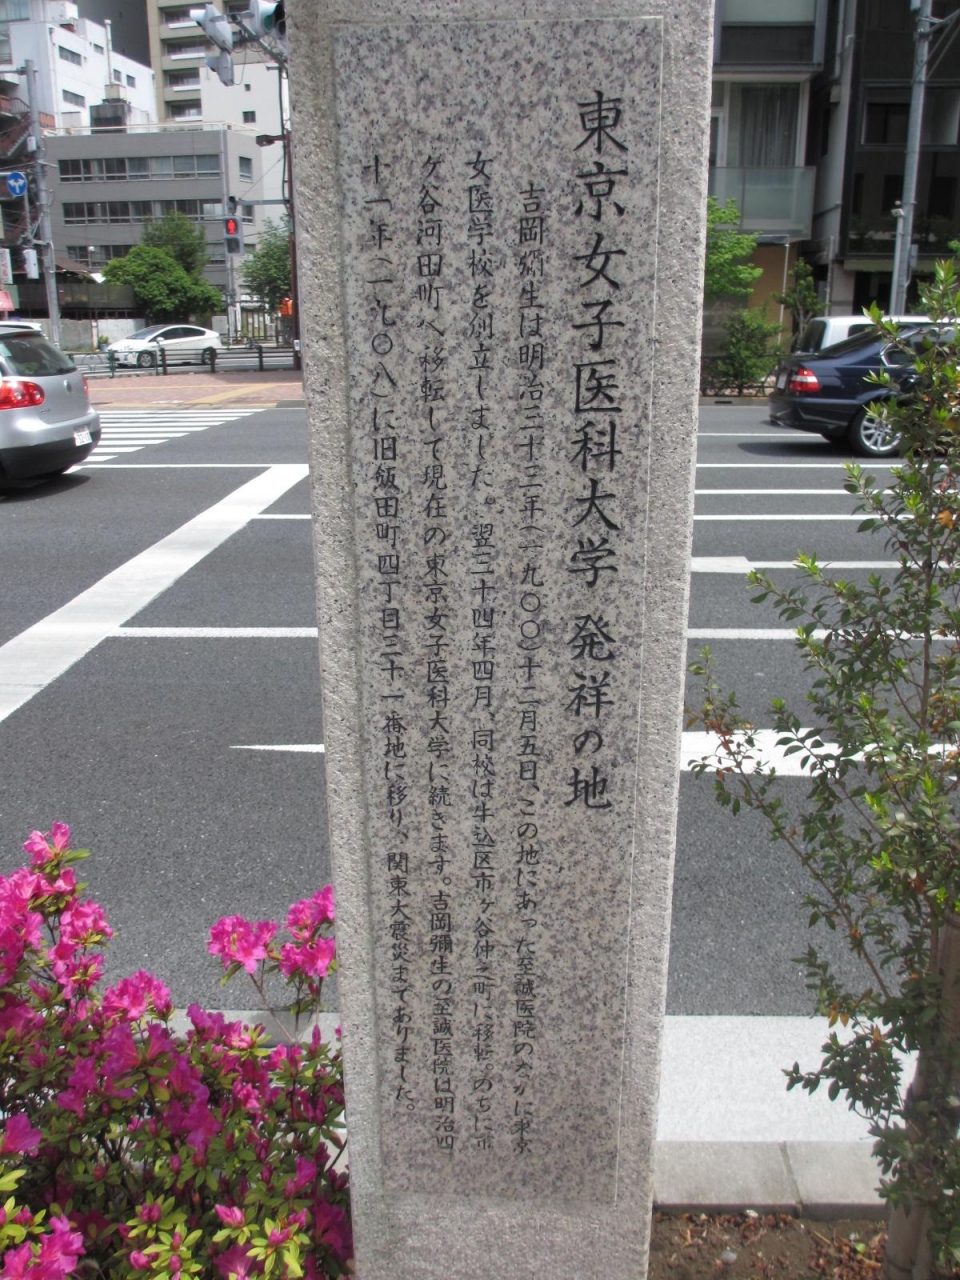 東京女子医科大学 発祥の地
吉岡彌生は明治三十三年(一九〇〇)十二月五日、この地にあった至誠医院のなかに東京
女医学校を創立しました。翌三十四年四月、同校は牛込区市ヶ谷仲之町に移転。のちに市
ケ谷河田町へ移転して現在の東京女子医科大学に続きます。吉岡彌生の至誠医院は明治四
十一年(一九〇八)に旧飯田町四丁目三十一番地に移り、関東大震災まであリました。